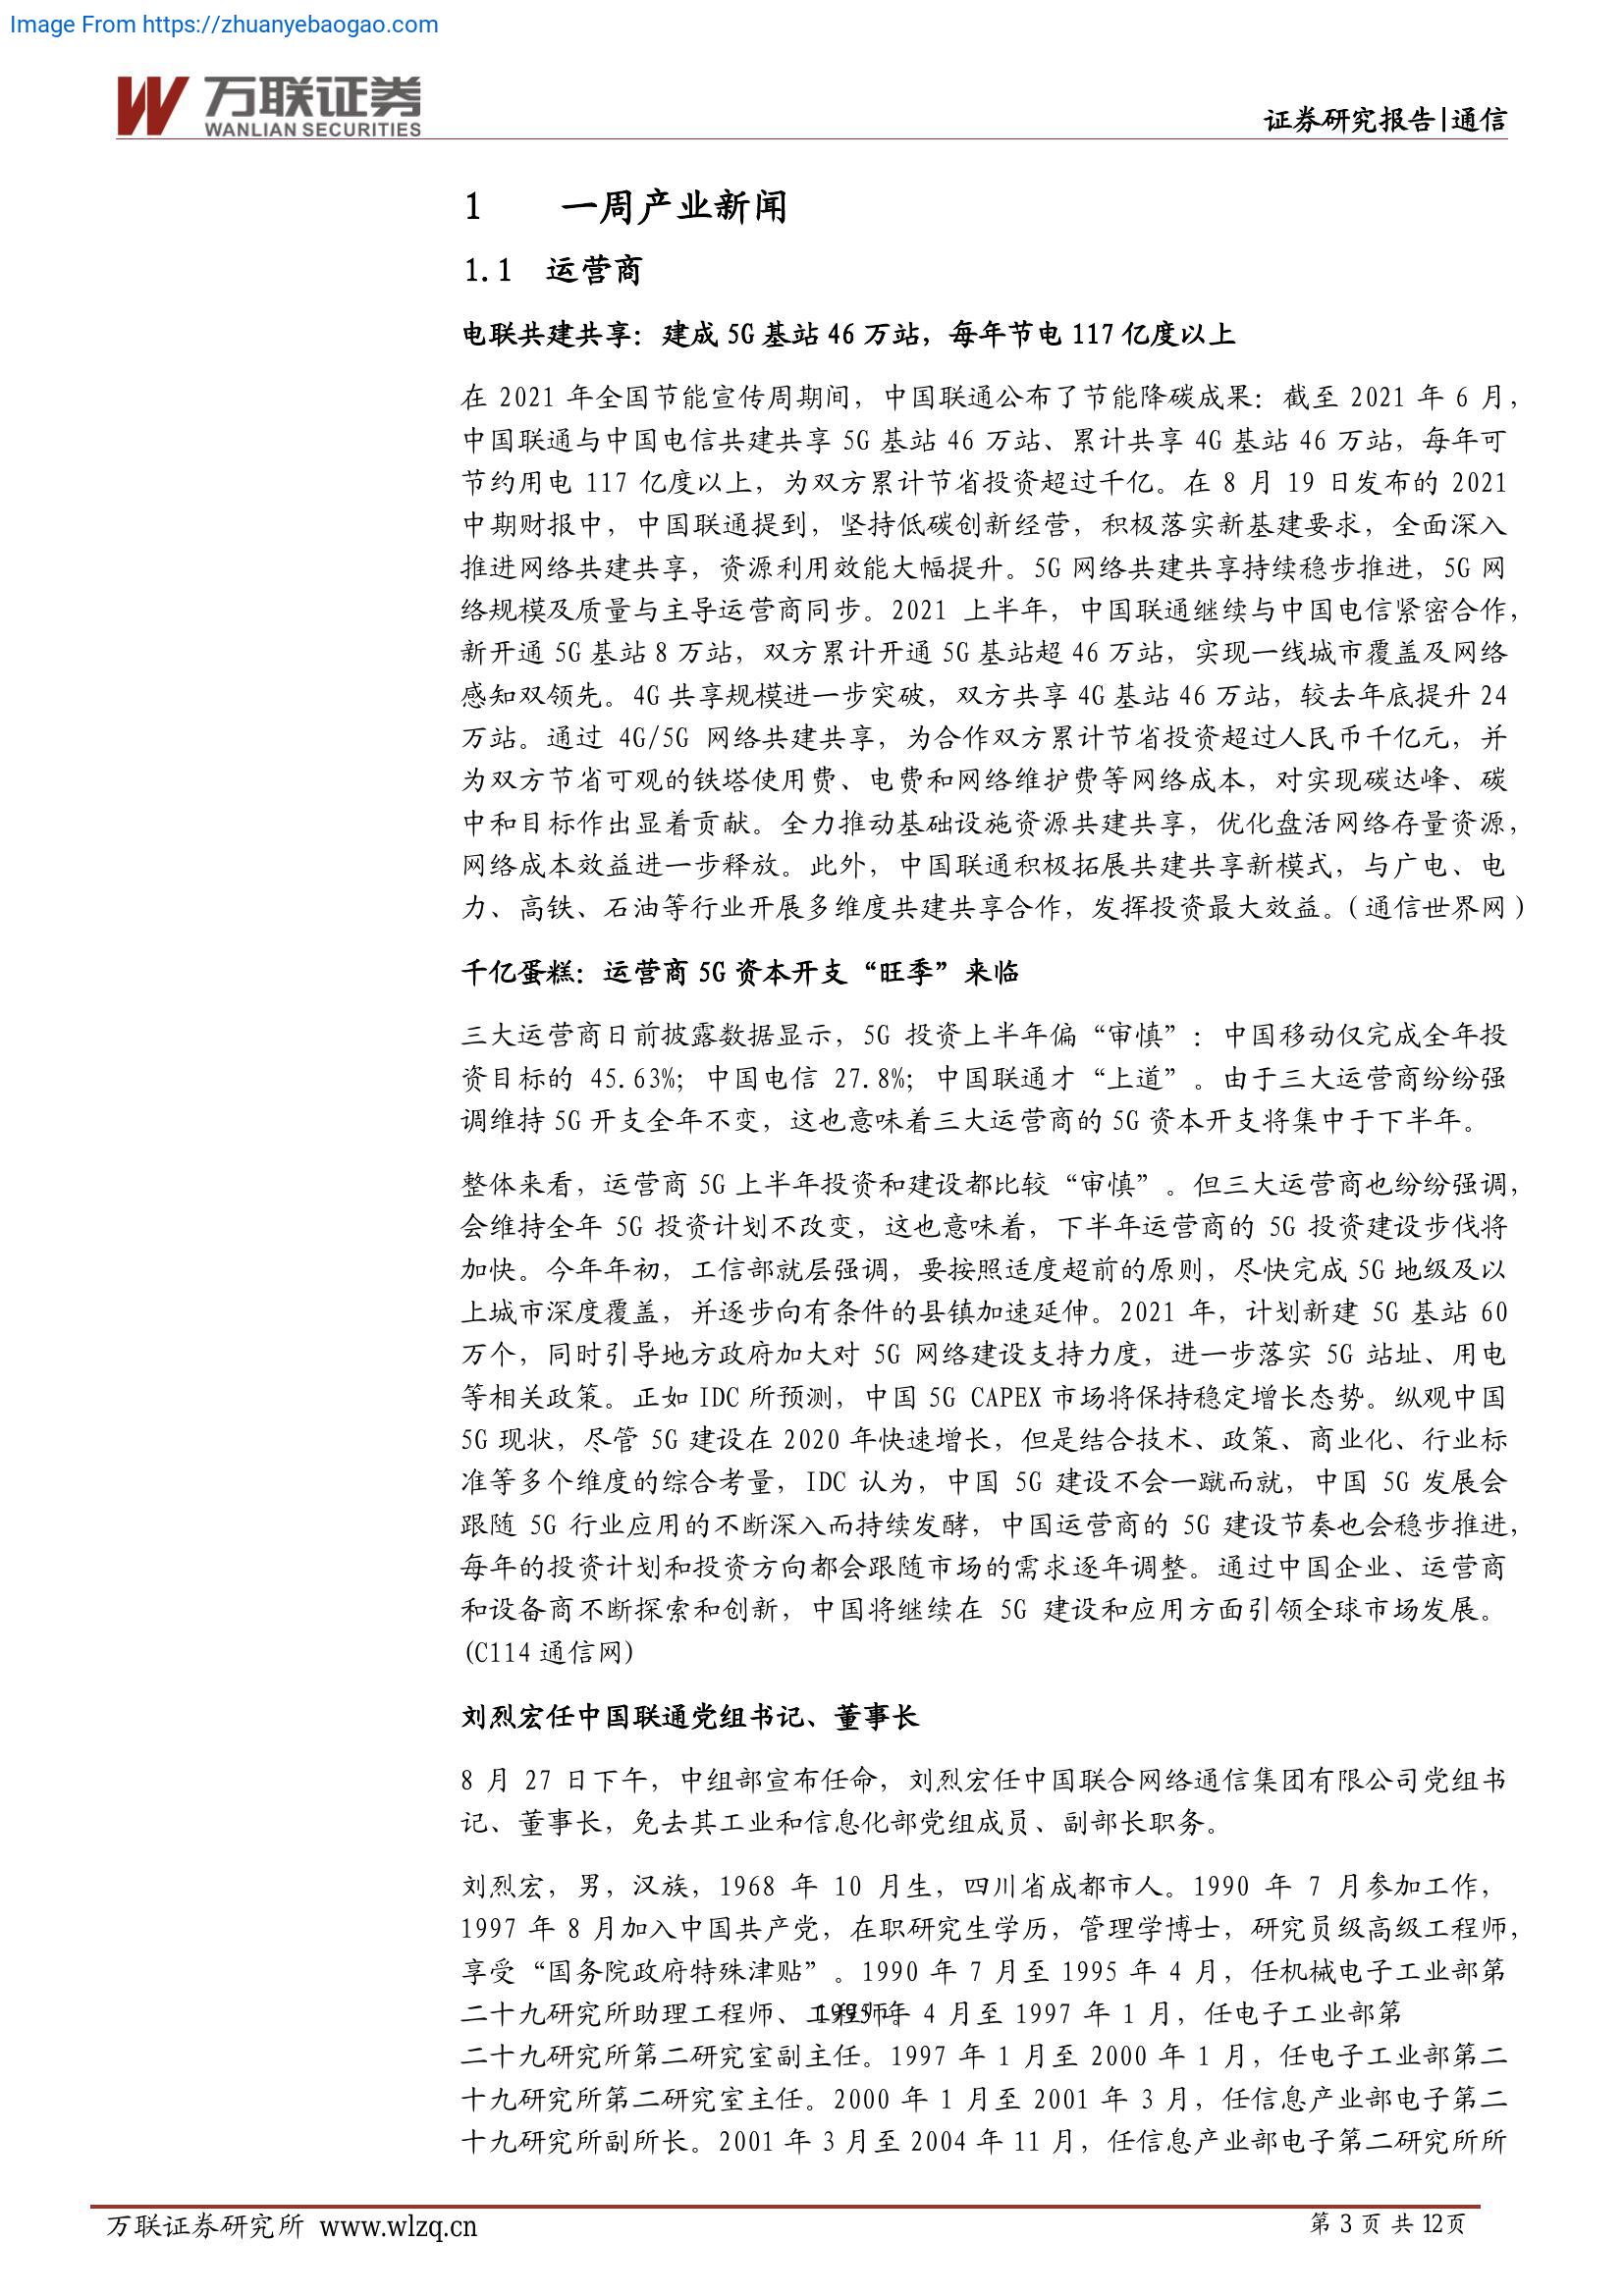 Image From https://zhuanyebaogao.com
万联证券
WANLIAN SECURITIES
证券研究报告|通信
1 一周产业新闻
1.1 运营商
电联共建共享：建成 5G 基站 46 万站，每年节电 117 亿度以上
在 2021 年全国节能宣传周期间，中国联通公布了节能降碳成果：截至 2021 年 6 月，
中国联通与中国电信共建共享 5G 基站 46 万站、累计共享 4G 基站 46 万站，每年可
节约用电 117 亿度以上，为双方累计节省投资超过千亿。在 8 月 19 日发布的 2021
中期财报中，中国联通提到，坚持低碳创新经营，积极落实新基建要求，全面深入
推进网络共建共享，资源利用效能大幅提升。5G 网络共建共享持续稳步推进，5G 网
络规模及质量与主导运营商同步。2021 上半年，中国联通继续与中国电信紧密合作，
新开通 5G 基站 8 万站，双方累计开通 5G 基站超 46 万站，实现一线城市覆盖及网络
感知双领先。4G 共享规模进一步突破，双方共享 4G 基站 46 万站，较去年底提升 24
万站。通过 4G/5G 网络共建共享，为合作双方累计节省投资超过人民币千亿元，并
为双方节省可观的铁塔使用费、电费和网络维护费等网络成本，对实现碳达峰、碳
中和目标作出显着贡献。全力推动基础设施资源共建共享，优化盘活网络存量资源，
网络成本效益进一步释放。此外，中国联通积极拓展共建共享新模式，与广电、电
力、高铁、石油等行业开展多维度共建共享合作，发挥投资最大效益。（通信世界网）
千亿蛋糕：运营商 5G 资本开支“旺季”来临
三大运营商日前披露数据显示，5G 投资上半年偏“审慎”：中国移动仅完成全年投
资目标的 45.63%；中国电信 27.8%；中国联通才“上道”。由于三大运营商纷纷强
调维持 5G 开支全年不变，这也意味着三大运营商的 5G 资本开支将集中于下半年。
整体来看，运营商 5G 上半年投资和建设都比较“审慎”。但三大运营商也纷纷强调，
会维持全年 5G 投资计划不改变，这也意味着，下半年运营商的 5G 投资建设步伐将
加快。今年年初，工信部就层强调，要按照适度超前的原则，尽快完成 5G 地级及以
上城市深度覆盖，并逐步向有条件的县镇加速延伸。2021 年，计划新建 5G 基站 60
万个，同时引导地方政府加大对 5G 网络建设支持力度，进一步落实 5G 站址、用电
等相关政策。正如 IDC 所预测，中国 5G CAPEX 市场将保持稳定增长态势。纵观中国
5G 现状，尽管 5G 建设在 2020 年快速增长，但是结合技术、政策、商业化、行业标
准等多个维度的综合考量，IDC 认为，中国 5G 建设不会一蹴而就，中国 5G 发展会
跟随 5G 行业应用的不断深入而持续发酵，中国运营商的 5G 建设节奏也会稳步推进，
每年的投资计划和投资方向都会跟随市场的需求逐年调整。通过中国企业、运营商
和设备商不断探索和创新，中国将继续在 5G 建设和应用方面引领全球市场发展。
(C114 通信网)
刘烈宏任中国联通党组书记、董事长
8 月 27 日下午，中组部宣布任命，刘烈宏任中国联合网络通信集团有限公司党组书
记、董事长，免去其工业和信息化部党组成员、副部长职务。
刘烈宏，男，汉族，1968 年 10 月生，四川省成都市人。1990 年 7 月参加工作，
1997 年 8 月加入中国共产党，在职研究生学历，管理学博士，研究员级高级工程师，
享受“国务院政府特殊津贴”。1990 年 7 月至 1995 年 4 月，任机械电子工业部第
二十九研究所助理工程师、工程师。1995 年 4 月至 1997 年 1 月，任电子工业部第
二十九研究所第二研究室副主任。1997 年 1 月至 2000 年 1 月，任电子工业部第二
十九研究所第二研究室主任。2000 年 1 月至 2001 年 3 月，任信息产业部电子第二
十九研究所副所长。2001 年 3 月至 2004 年 11 月，任信息产业部电子第二研究所所
万联证券研究所 www.wlzq.cn
第 3 页 共 12 页